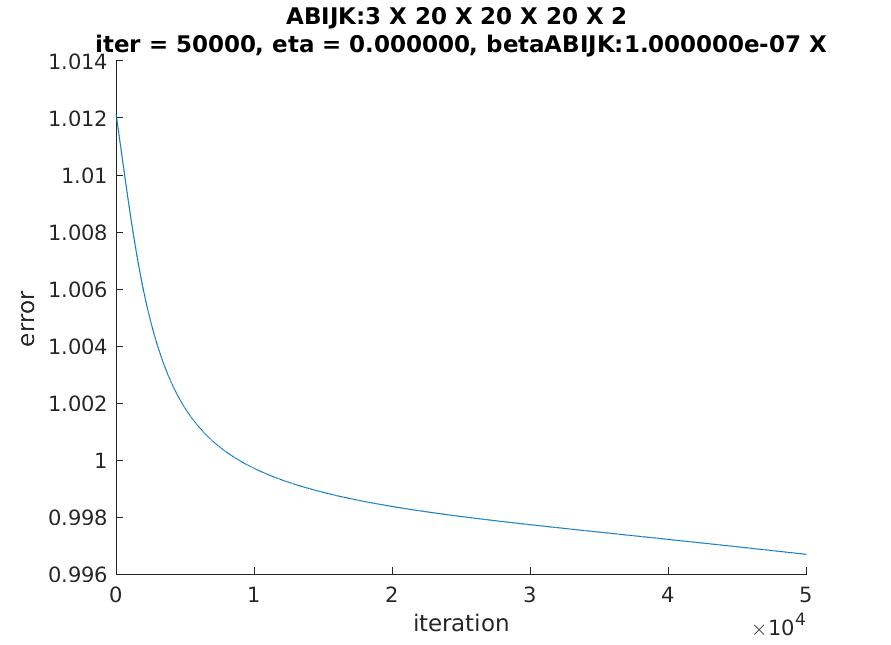 ABIJK:3 X 20 X 20 X 20 X 2
iter = 50000, eta = 0.000000, betaABIJK:1.000000e-07 X
1.014
1.012
1.01
1.008
1.006
1.004
1.002
1
0.998
0.996
error
0 1 2 3 4 5
iteration
×10⁴